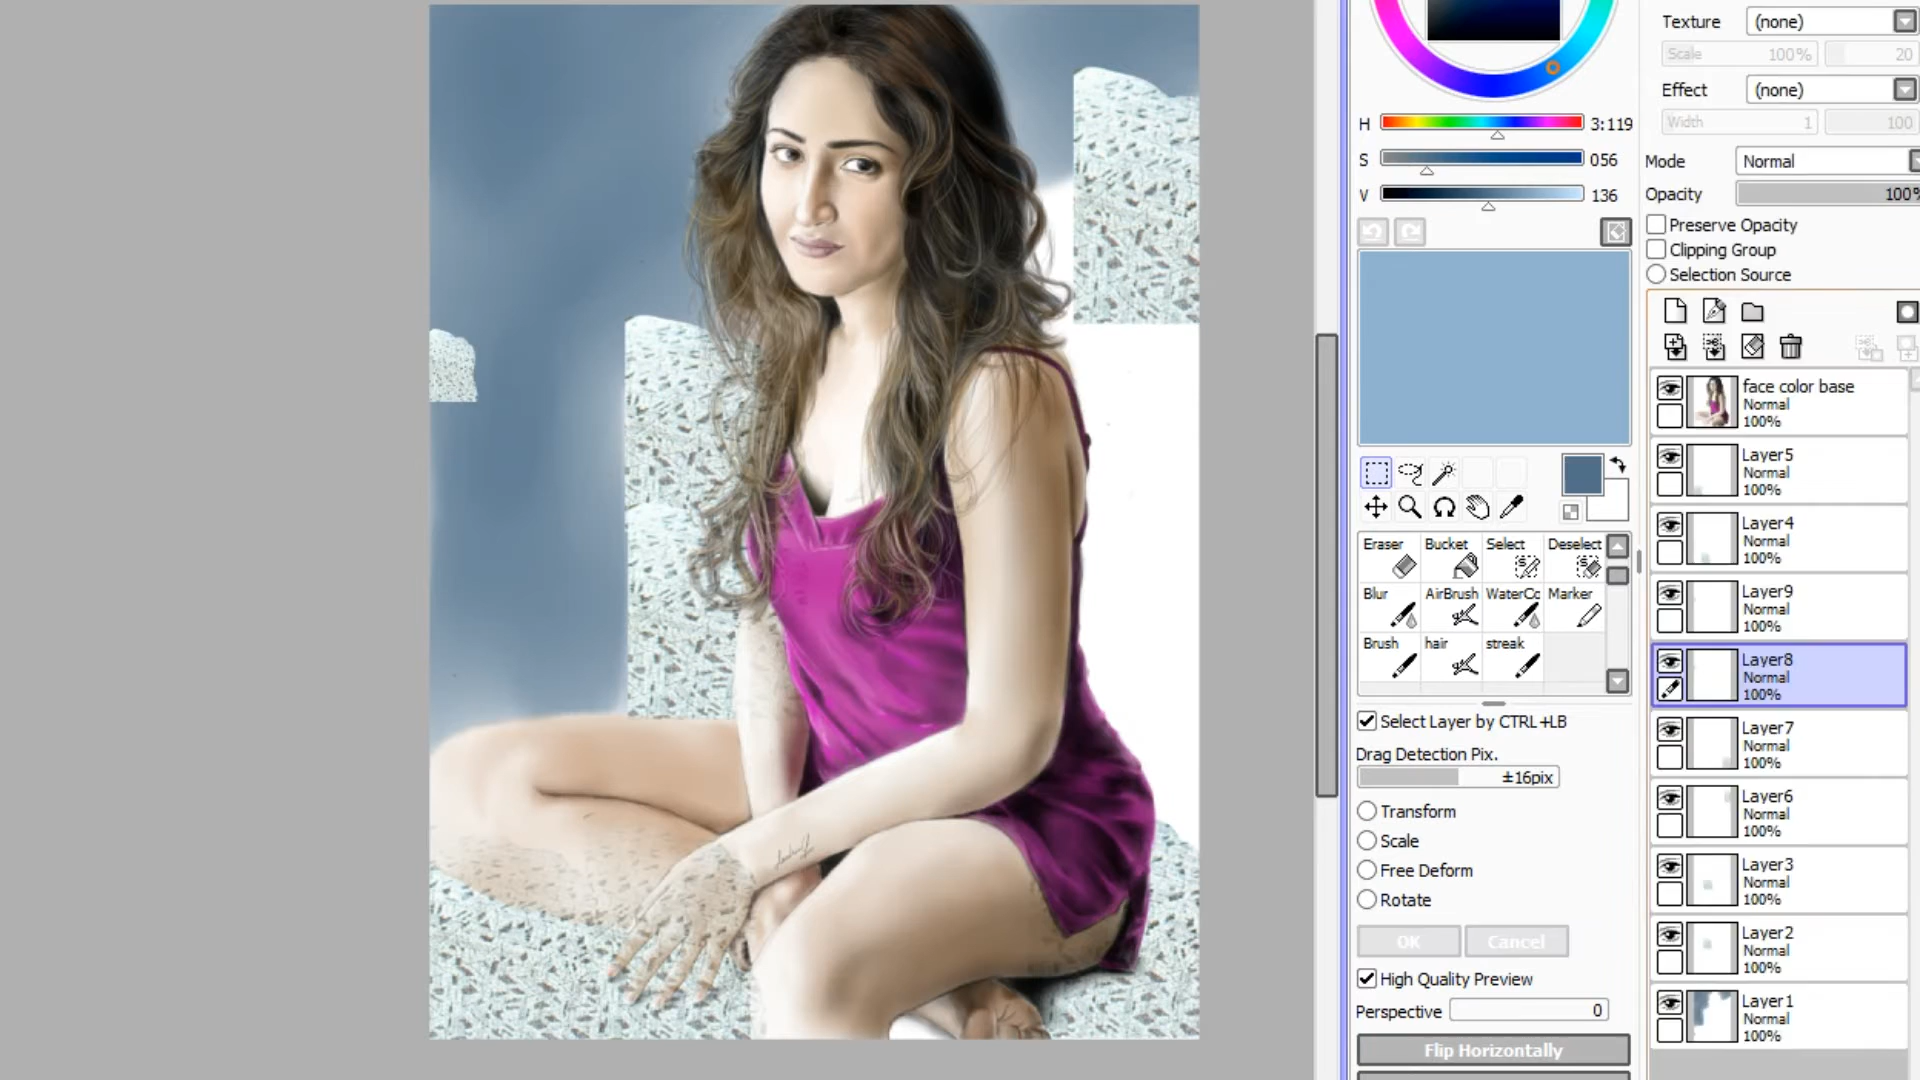 Texture (none)
Scale 100% 20
Effect (none)
Width 1 100
H 3:119
S 056
V 136
Mode Normal
Opacity 100%
Preserve Opacity
Clipping Group
Selection Source
face color base
Normal
100%
Layer5
Normal
100%
Layer4
Normal
100%
Layer9
Normal
100%
Layer8
Normal
100%
Layer7
Normal
100%
Layer6
Normal
100%
Layer3
Normal
100%
Layer2
Normal
100%
Layer1
Normal
100%
Eraser Bucket Select Deselect
Blur AirBrush WaterCo Marker
Brush hair streak
Select Layer by CTRL+LB
Drag Detection Pix.
±16pix
Transform
Scale
Free Deform
Rotate
OK Cancel
High Quality Preview
Perspective 0
Flip Horizontally